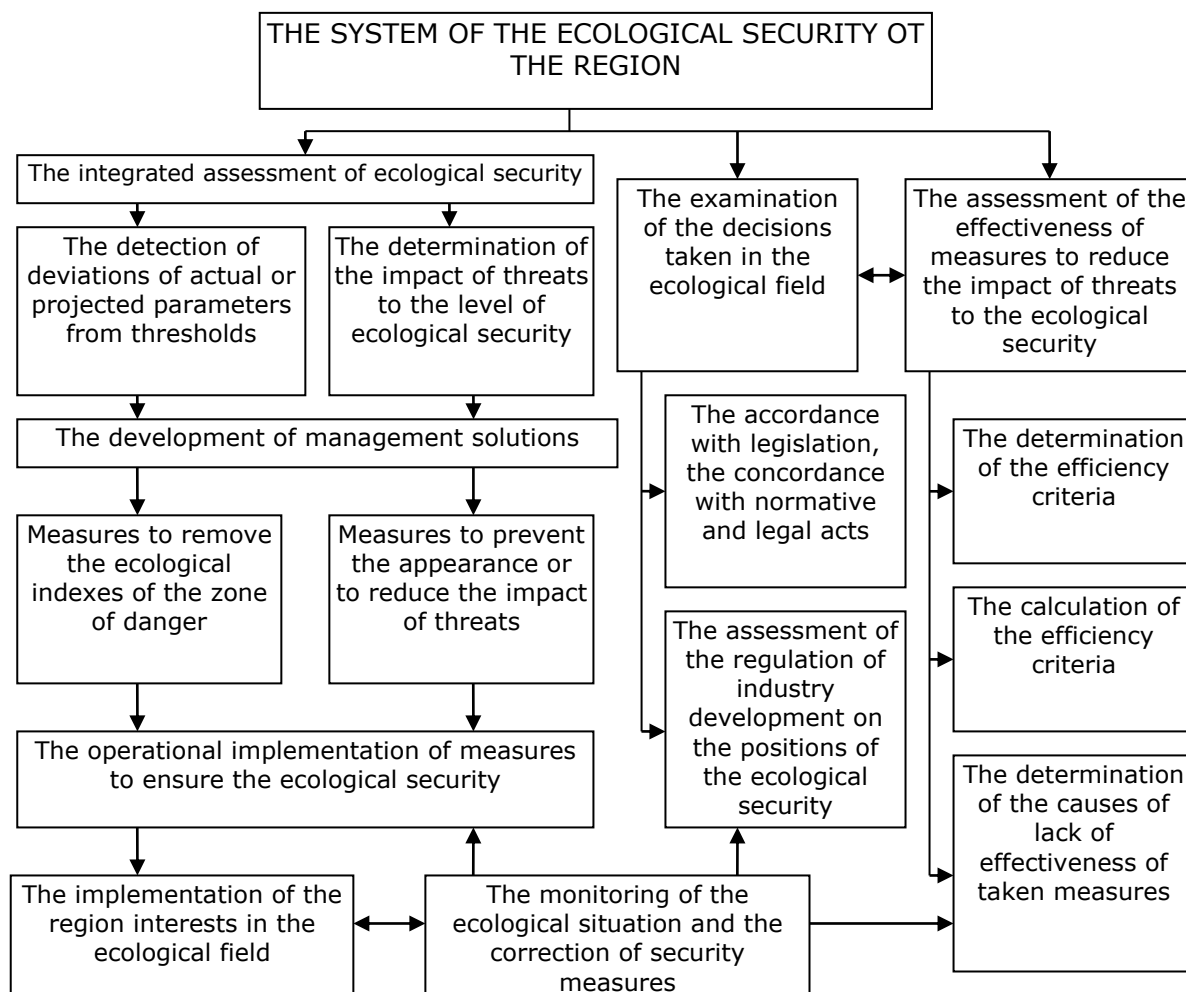 THE SYSTEM OF THE ECOLOGICAL SECURITY OT
THE REGION
The integrated assessment of ecological security
The detection of
deviations of actual or
projected parameters
from thresholds
The determination of
the impact of threats
to the level of
ecological security
The development of management solutions
Measures to remove
the ecological
indexes of the zone
of danger
Measures to prevent
the appearance or
to reduce the impact
of threats
The operational implementation of measures
to ensure the ecological security
The implementation of the
region interests in the
ecological field
The monitoring of the
ecological situation and the
correction of security
measures
The examination
of the decisions
taken in the
ecological field
The accordance
with legislation,
the concordance
with normative
and legal acts
The assessment of
the regulation of
industry
development on
the positions of
the ecological
security
The assessment of the
effectiveness of
measures to reduce
the impact of threats
to the ecological
security
The determination
of the efficiency
criteria
The calculation of
the efficiency
criteria
The determination
of the causes of
lack of
effectiveness of
taken measures